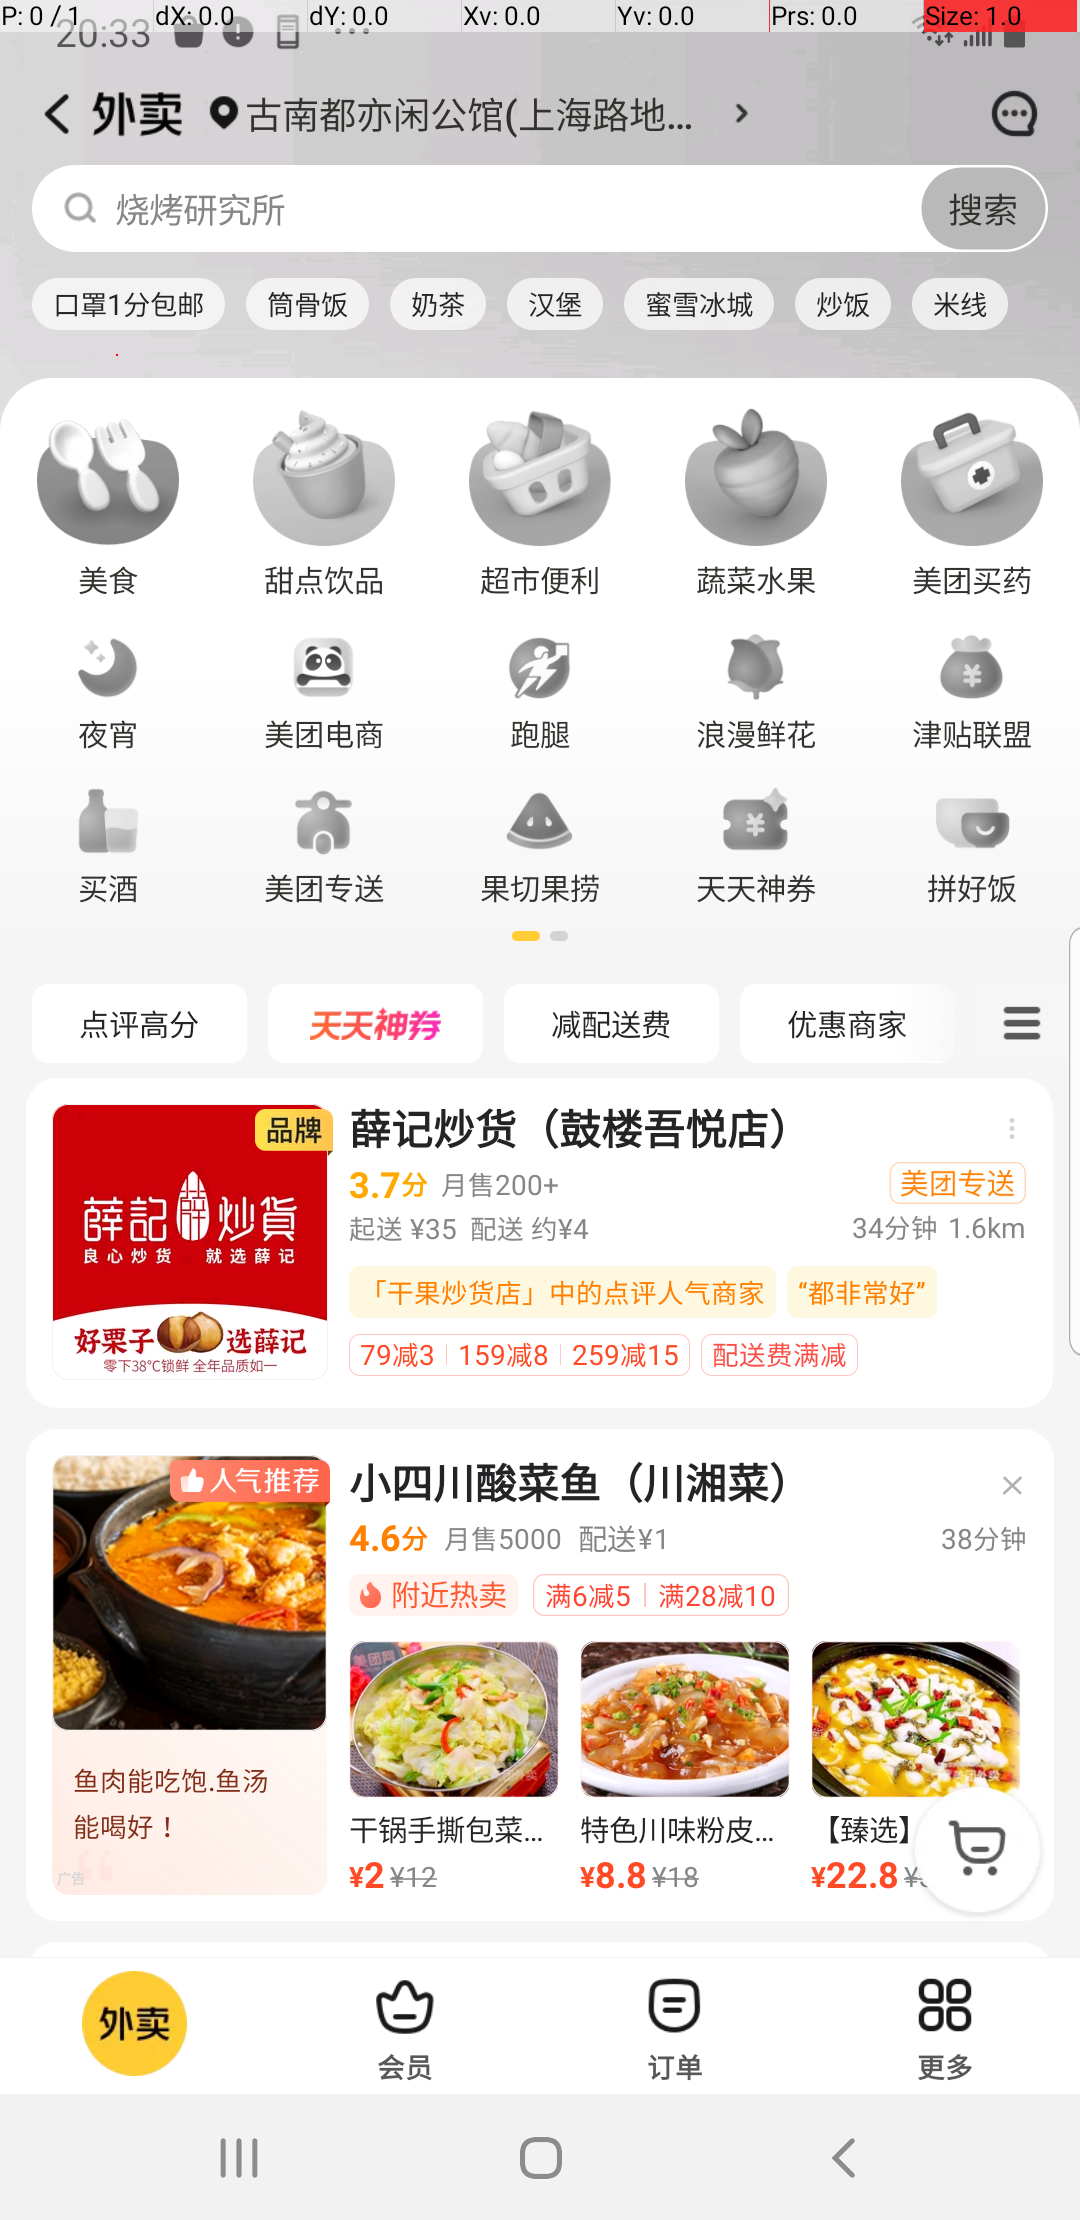 P: 0 / 1 dX: 0.0 dY: 0.0 Xv: 0.0 Yv: 0.0 Prs: 0.0 Size: 1.0
20:33
外卖 古南都亦闲公馆(上海路地...
烧烤研究所 搜索
口罩1分包邮 筒骨饭 奶茶 汉堡 蜜雪冰城 炒饭 米线
美食 甜点饮品 超市便利 蔬菜水果 美团买药
夜宵 美团电商 跑腿 浪漫鲜花 津贴联盟
买酒 美团专送 果切果捞 天天神券 拼好饭
点评高分 天天神券 减配送费 优惠商家
品牌
薛記炒貨
良心炒货 就选薛记
好栗子 选薛记
零下38℃锁鲜 全年品质如一
薛记炒货（鼓楼吾悦店）
3.7分 月售200+ 美团专送
起送 ¥35 配送 约¥4 34分钟 1.6km
「干果炒货店」中的点评人气商家 “都非常好”
79减3 159减8 259减15 配送费满减
人气推荐
小四川酸菜鱼（川湘菜）
4.6分 月售5000 配送¥1 38分钟
附近热卖 满6减5 满28减10
鱼肉能吃饱.鱼汤
能喝好！
广告
干锅手撕包菜... 特色川味粉皮... 【臻选】
¥2 ¥12 ¥8.8 ¥18 ¥22.8
外卖 会员 订单 更多